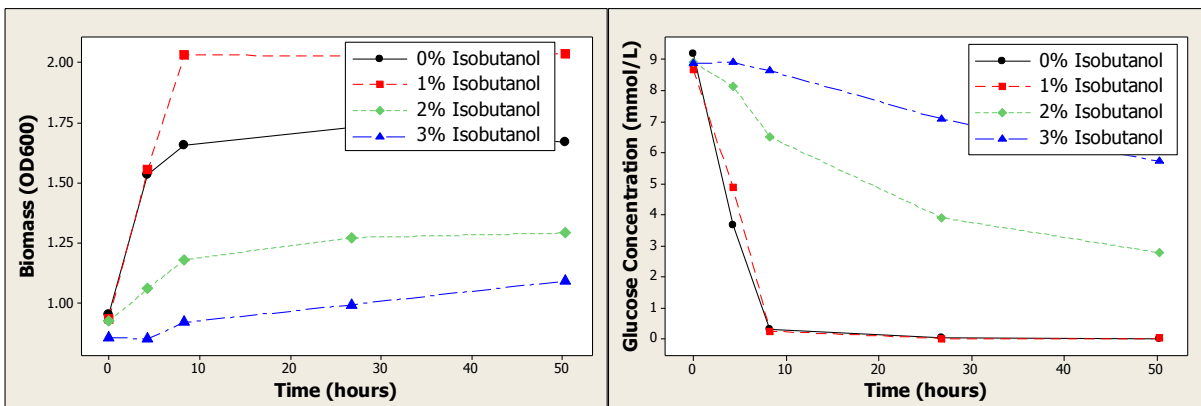 Biomass (OD600)
2.00
1.75
1.50
1.25
1.00
0% Isobutanol
1% Isobutanol
2% Isobutanol
3% Isobutanol
0 10 20 30 40 50
Time (hours)
Glucose Concentration (mmol/L)
9
8
7
6
5
4
3
2
1
0
0% Isobutanol
1% Isobutanol
2% Isobutanol
3% Isobutanol
0 10 20 30 40 50
Time (hours)